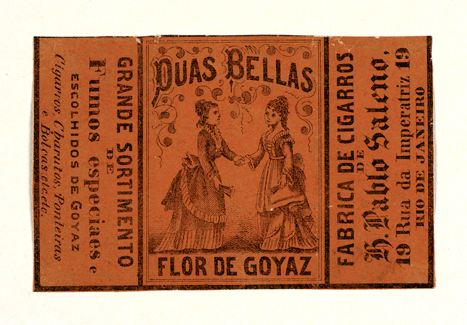 GRANDE SORTIMENTO
DE
Fumos especiaes e
ESCOLHIDOS DE GOYAZ
Cigarros, Charutos, Ponteiras
e Bolças etc. etc.
DUAS BELLAS
FLOR DE GOYAZ
FABRICA DE CIGARROS
DE
H. Pablo Saleno,
19 Rua da Imperatriz 19
RIO DE JANEIRO